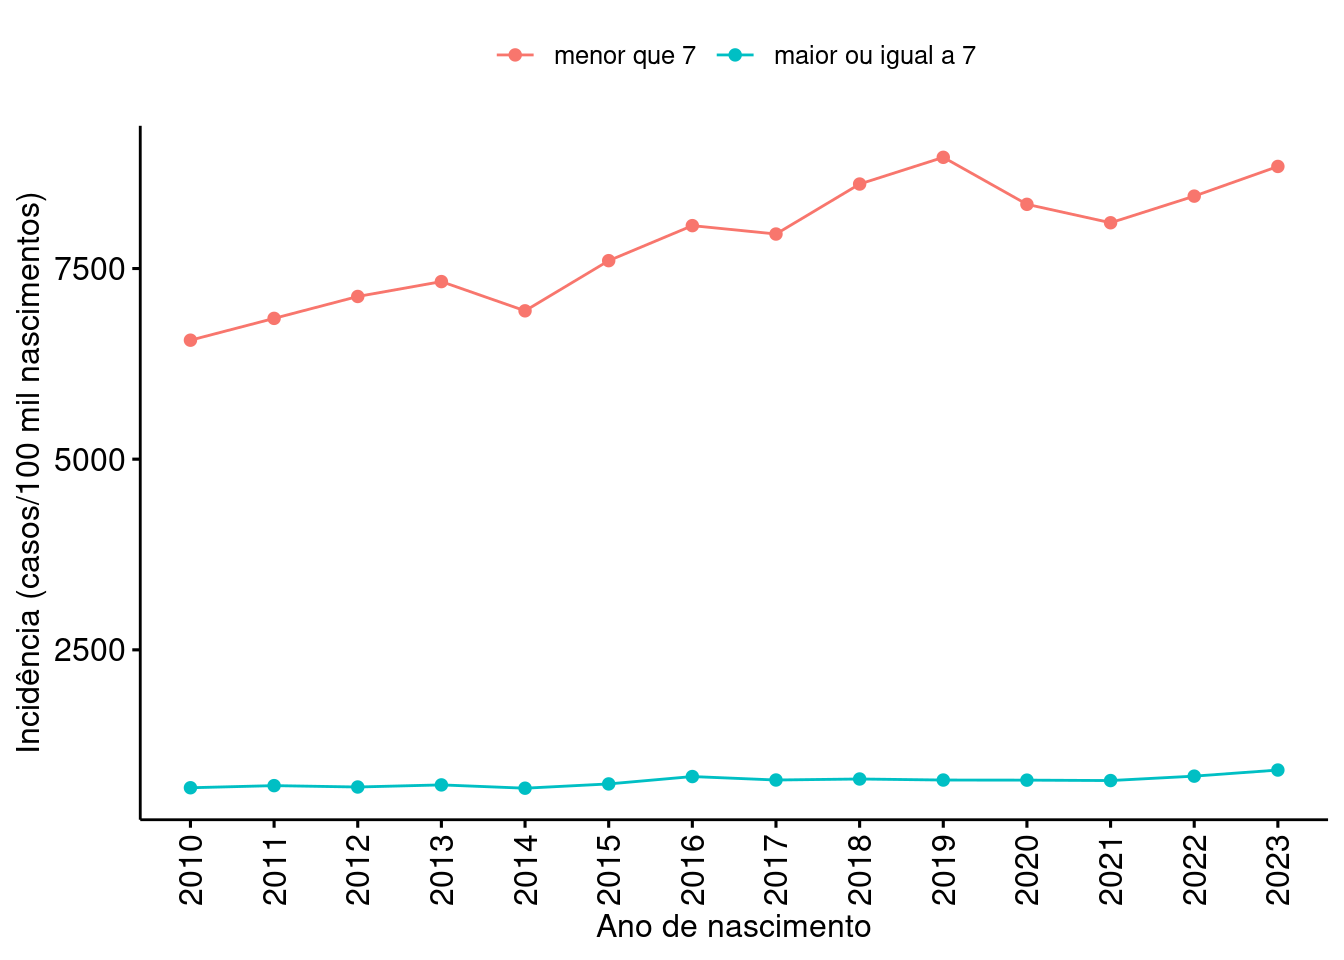 menor que 7 maior ou igual a 7
Incidência (casos/100 mil nascimentos)
7500
5000
2500
2010 2011 2012 2013 2014 2015 2016 2017 2018 2019 2020 2021 2022 2023
Ano de nascimento